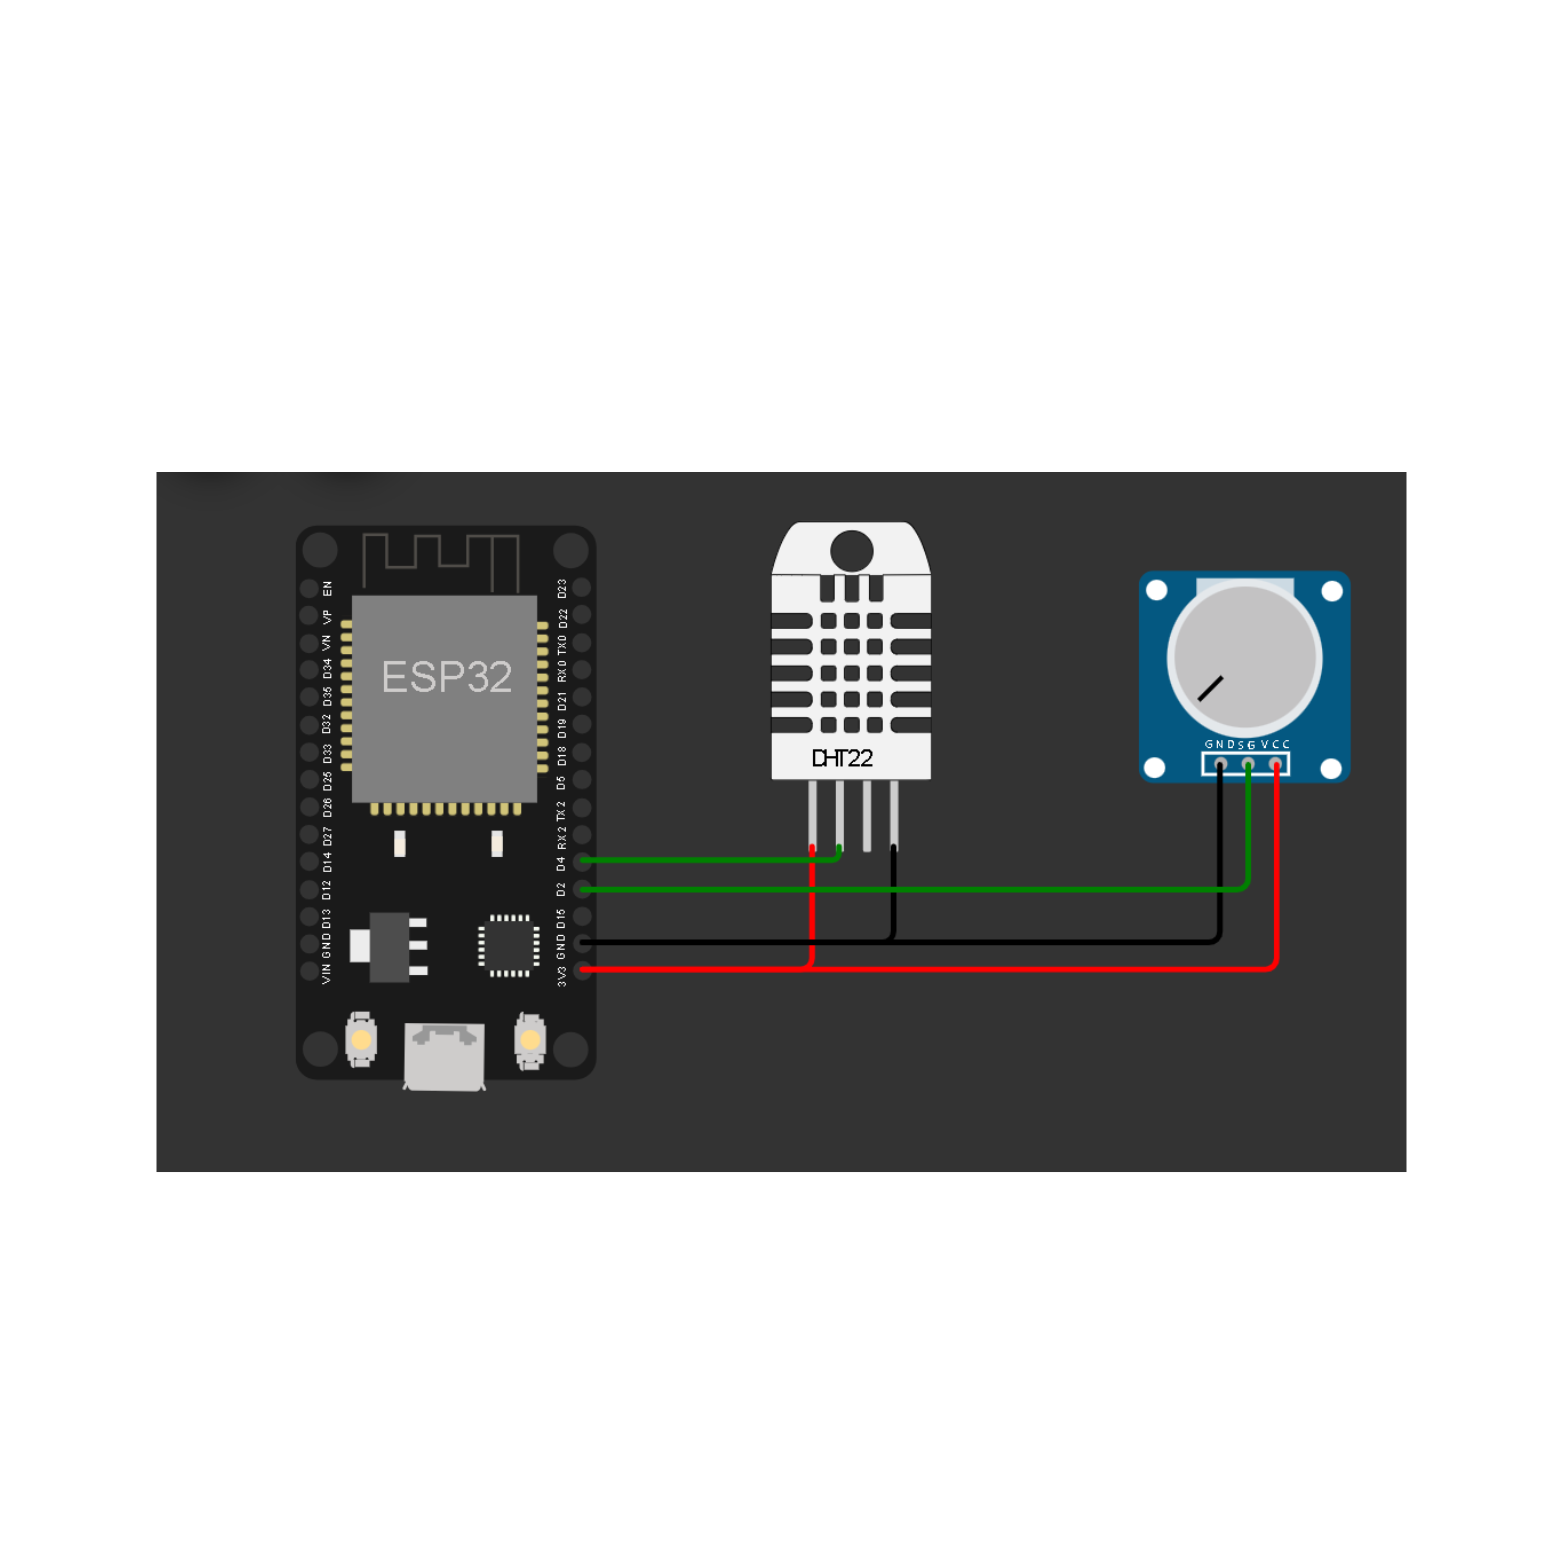 EN
VP
VN
D34
D35
D32
D33
D25
D26
D27
D14
D12
D13
GND
VIN
ESP32
D23
D22
TX0
RX0
D21
D19
D18
D5
TX2
RX2
D4
D2
D15
GND
3V3
DHT22
GND SIG VCC